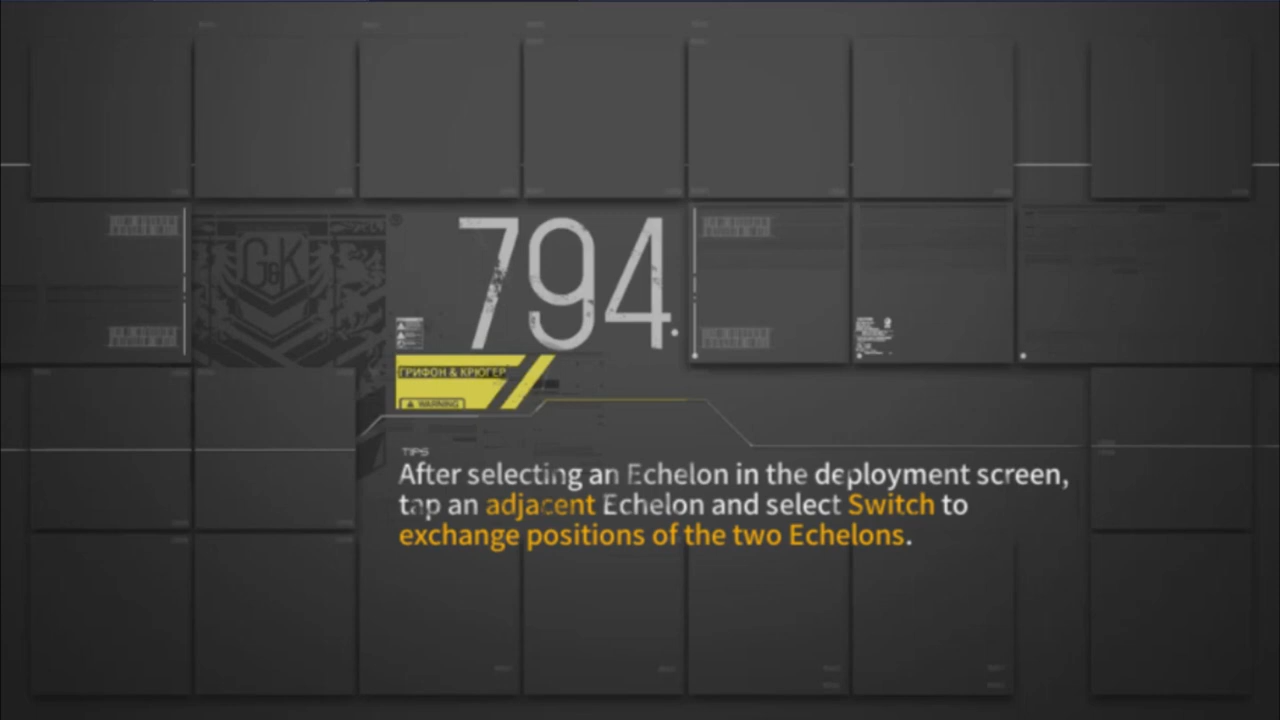 G&K
794.
ГРИФОН & КРЮГЕР
WARNING
TIPS
After selecting an Echelon in the deployment screen,
tap an adjacent Echelon and select Switch to
exchange positions of the two Echelons.